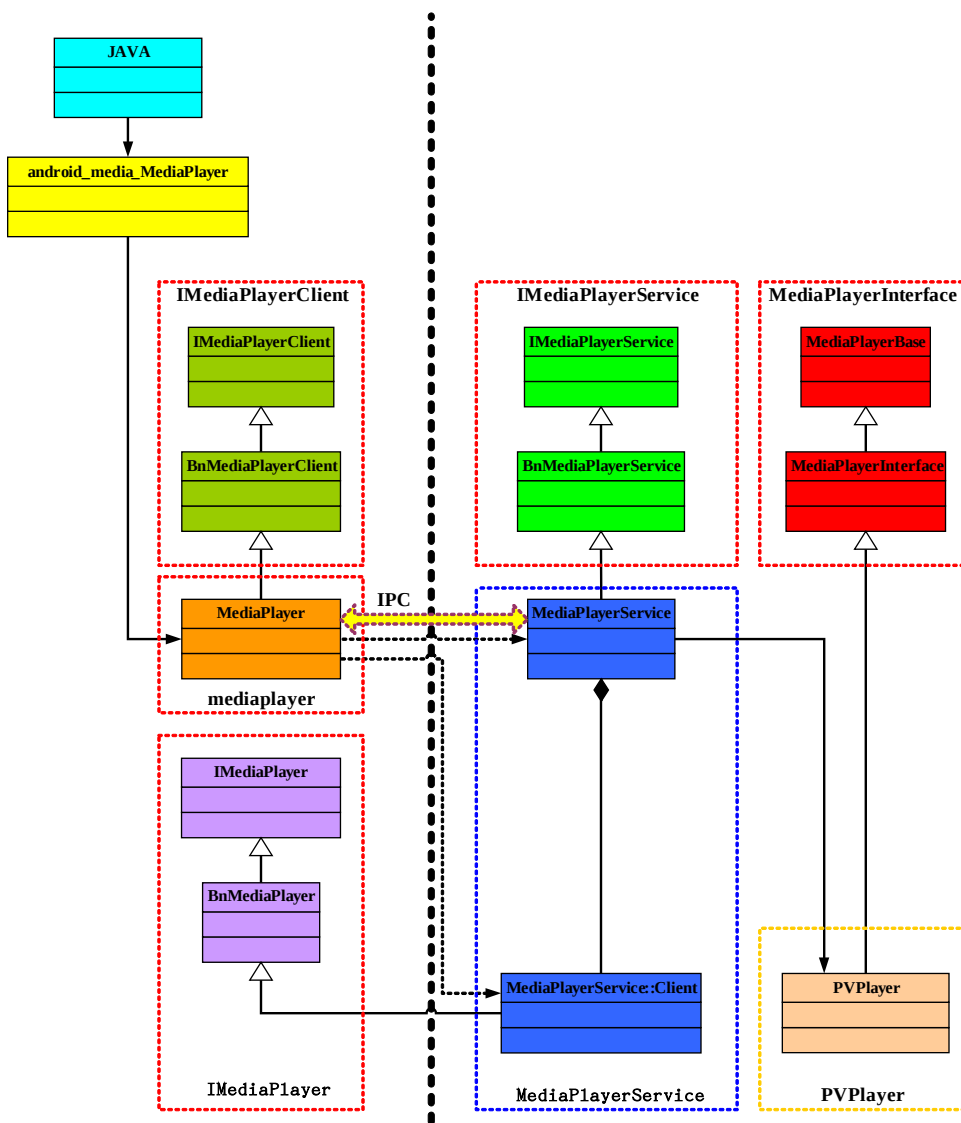 JAVA
android_media_MediaPlayer
IMediaPlayerClient
IMediaPlayerService
MediaPlayerInterface
IMediaPlayerClient
IMediaPlayerService
MediaPlayerBase
BnMediaPlayerClient
BnMediaPlayerService
MediaPlayerInterface
IPC
MediaPlayer
MediaPlayerService
mediaplayer
IMediaPlayer
BnMediaPlayer
MediaPlayerService::Client
PVPlayer
IMediaPlayer
MediaPlayerService
PVPlayer